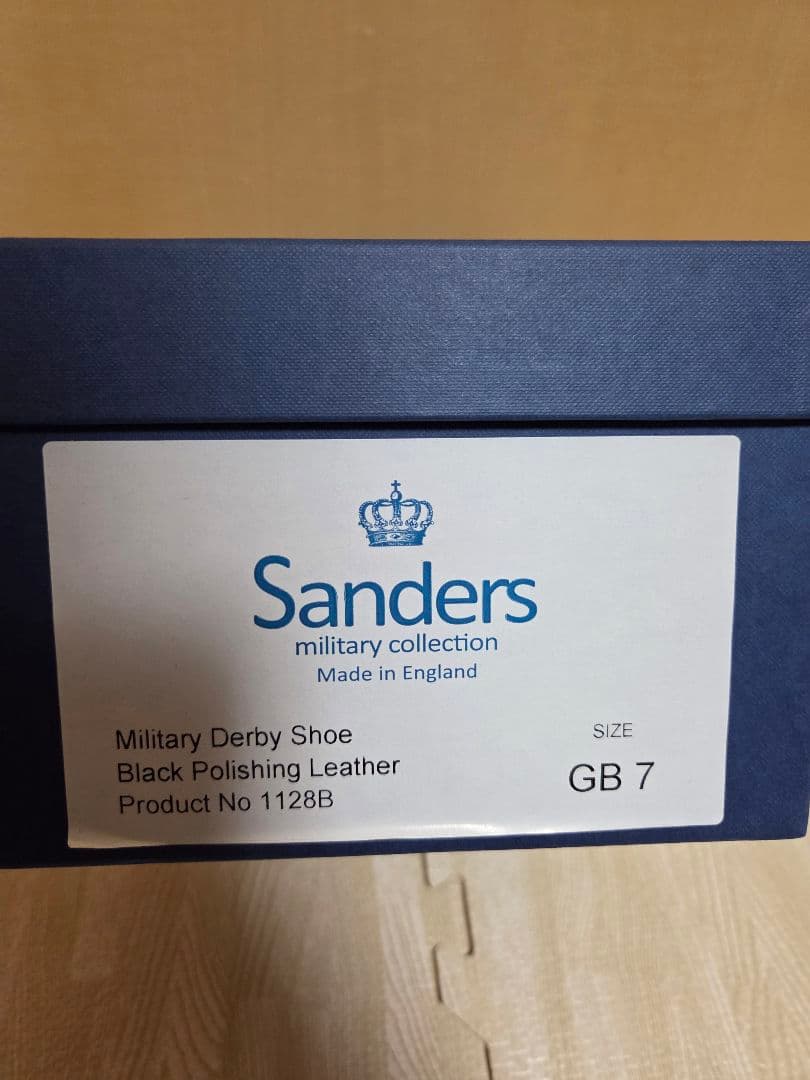 Sanders
military collection
Made in England
Military Derby Shoe
Black Polishing Leather
Product No 1128B
SIZE
GB 7